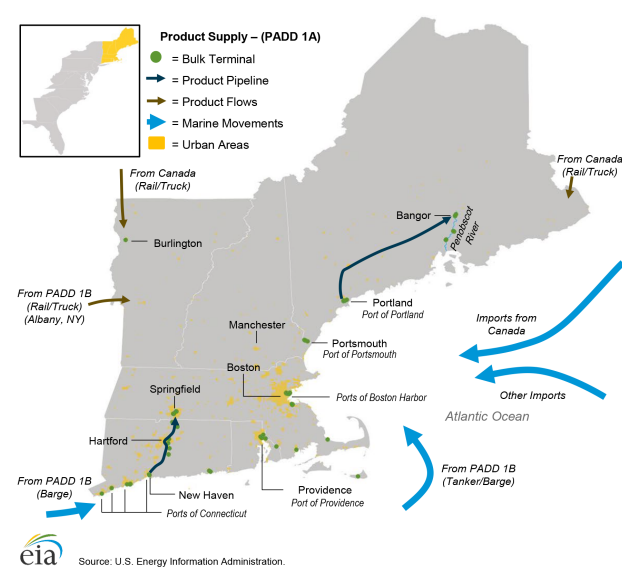 Product Supply – (PADD 1A)
= Bulk Terminal
= Product Pipeline
= Product Flows
= Marine Movements
= Urban Areas
From Canada
(Rail/Truck)
From Canada
(Rail/Truck)
Bangor
Penobscot
River
Burlington
From PADD 1B
(Rail/Truck)
(Albany, NY)
Portland
Port of Portland
Imports from
Canada
Manchester
Portsmouth
Port of Portsmouth
Boston
Springfield
Ports of Boston Harbor
Other Imports
Atlantic Ocean
Hartford
From PADD 1B
(Tanker/Barge)
From PADD 1B
(Barge)
New Haven
Ports of Connecticut
Providence
Port of Providence
eia
Source: U.S. Energy Information Administration.